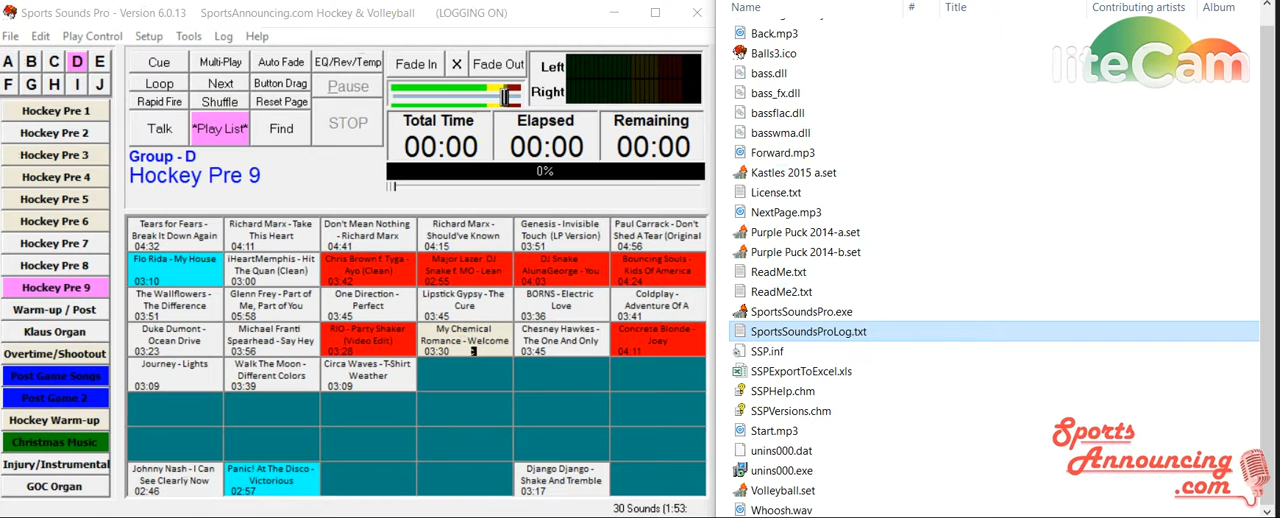 Sports Sounds Pro - Version 6.0.13 SportsAnnouncing.com Hockey & Volleyball (LOGGING ON)
File Edit Play Control Setup Tools Log Help
A B C D E
F G H I J
Hockey Pre 1
Hockey Pre 2
Hockey Pre 3
Hockey Pre 4
Hockey Pre 5
Hockey Pre 6
Hockey Pre 7
Hockey Pre 8
Hockey Pre 9
Warm-up / Post
Klaus Organ
Overtime/Shootout
Post Game Songs
Post Game 2
Hockey Warm-up
Christmas Music
Injury/Instrumental
GOC Organ
Cue Multi-Play Auto Fade EQ/Rev/Temp
Loop Next Button Drag Pause
Rapid Fire Shuffle Reset Page
Talk *Play List* Find STOP
Fade In X Fade Out
Left
Right
Total Time Elapsed Remaining
00:00 00:00 00:00
0%
Group - D
Hockey Pre 9
Tears for Fears -
Break It Down Again
04:32
Richard Marx - Take
This Heart
04:11
Don't Mean Nothing
- Richard Marx
04:41
Richard Marx -
Should've Known
04:15
Genesis - Invisible
Touch (LP Version)
03:51
Paul Carrack - Don't
Shed A Tear (Original
04:56
Flo Rida - My House
03:10
iHeartMemphis - Hit
The Quan (Clean)
03:00
Chris Brown f. Tyga -
Ayo (Clean)
03:42
Major Lazer DJ
Snake f. MO - Lean
02:55
DJ Snake
AlunaGeorge - You
04:03
Bouncing Souls -
Kids Of America
04:24
The Wallflowers -
The Difference
03:51
Glenn Frey - Part of
Me, Part of You
05:58
One Direction -
Perfect
03:45
Lipstick Gypsy - The
Cure
03:45
BORNS - Electric
Love
03:38
Coldplay -
Adventure Of A
03:41
Duke Dumont -
Ocean Drive
03:23
Michael Franti
Spearhead - Say Hey
03:56
RIO - Party Shaker
(Video Edit)
03:28
My Chemical
Romance - Welcome
03:30
Chesney Hawkes -
The One And Only
03:45
Concrete Blonde -
Joey
04:11
Journey - Lights
03:09
Walk The Moon -
Different Colors
03:39
Circa Waves - T-Shirt
Weather
03:09
Johnny Nash - I Can
See Clearly Now
02:46
Panic! At The Disco -
Victorious
02:57
Django Django -
Shake And Tremble
03:17
30 Sounds (1:53:
Name # Title Contributing artists Album
Back.mp3
Balls3.ico
bass.dll
bass_fx.dll
bassflac.dll
basswma.dll
Forward.mp3
Kastles 2015 a.set
License.txt
NextPage.mp3
Purple Puck 2014-a.set
Purple Puck 2014-b.set
ReadMe.txt
ReadMe2.txt
SportsSoundsPro.exe
SportsSoundsProLog.txt
SSP.inf
SSPExportToExcel.xls
SSPHelp.chm
SSPVersions.chm
Start.mp3
unins000.dat
unins000.exe
Volleyball.set
Whoosh.wav
liteCam
Sports
Announcing
.com